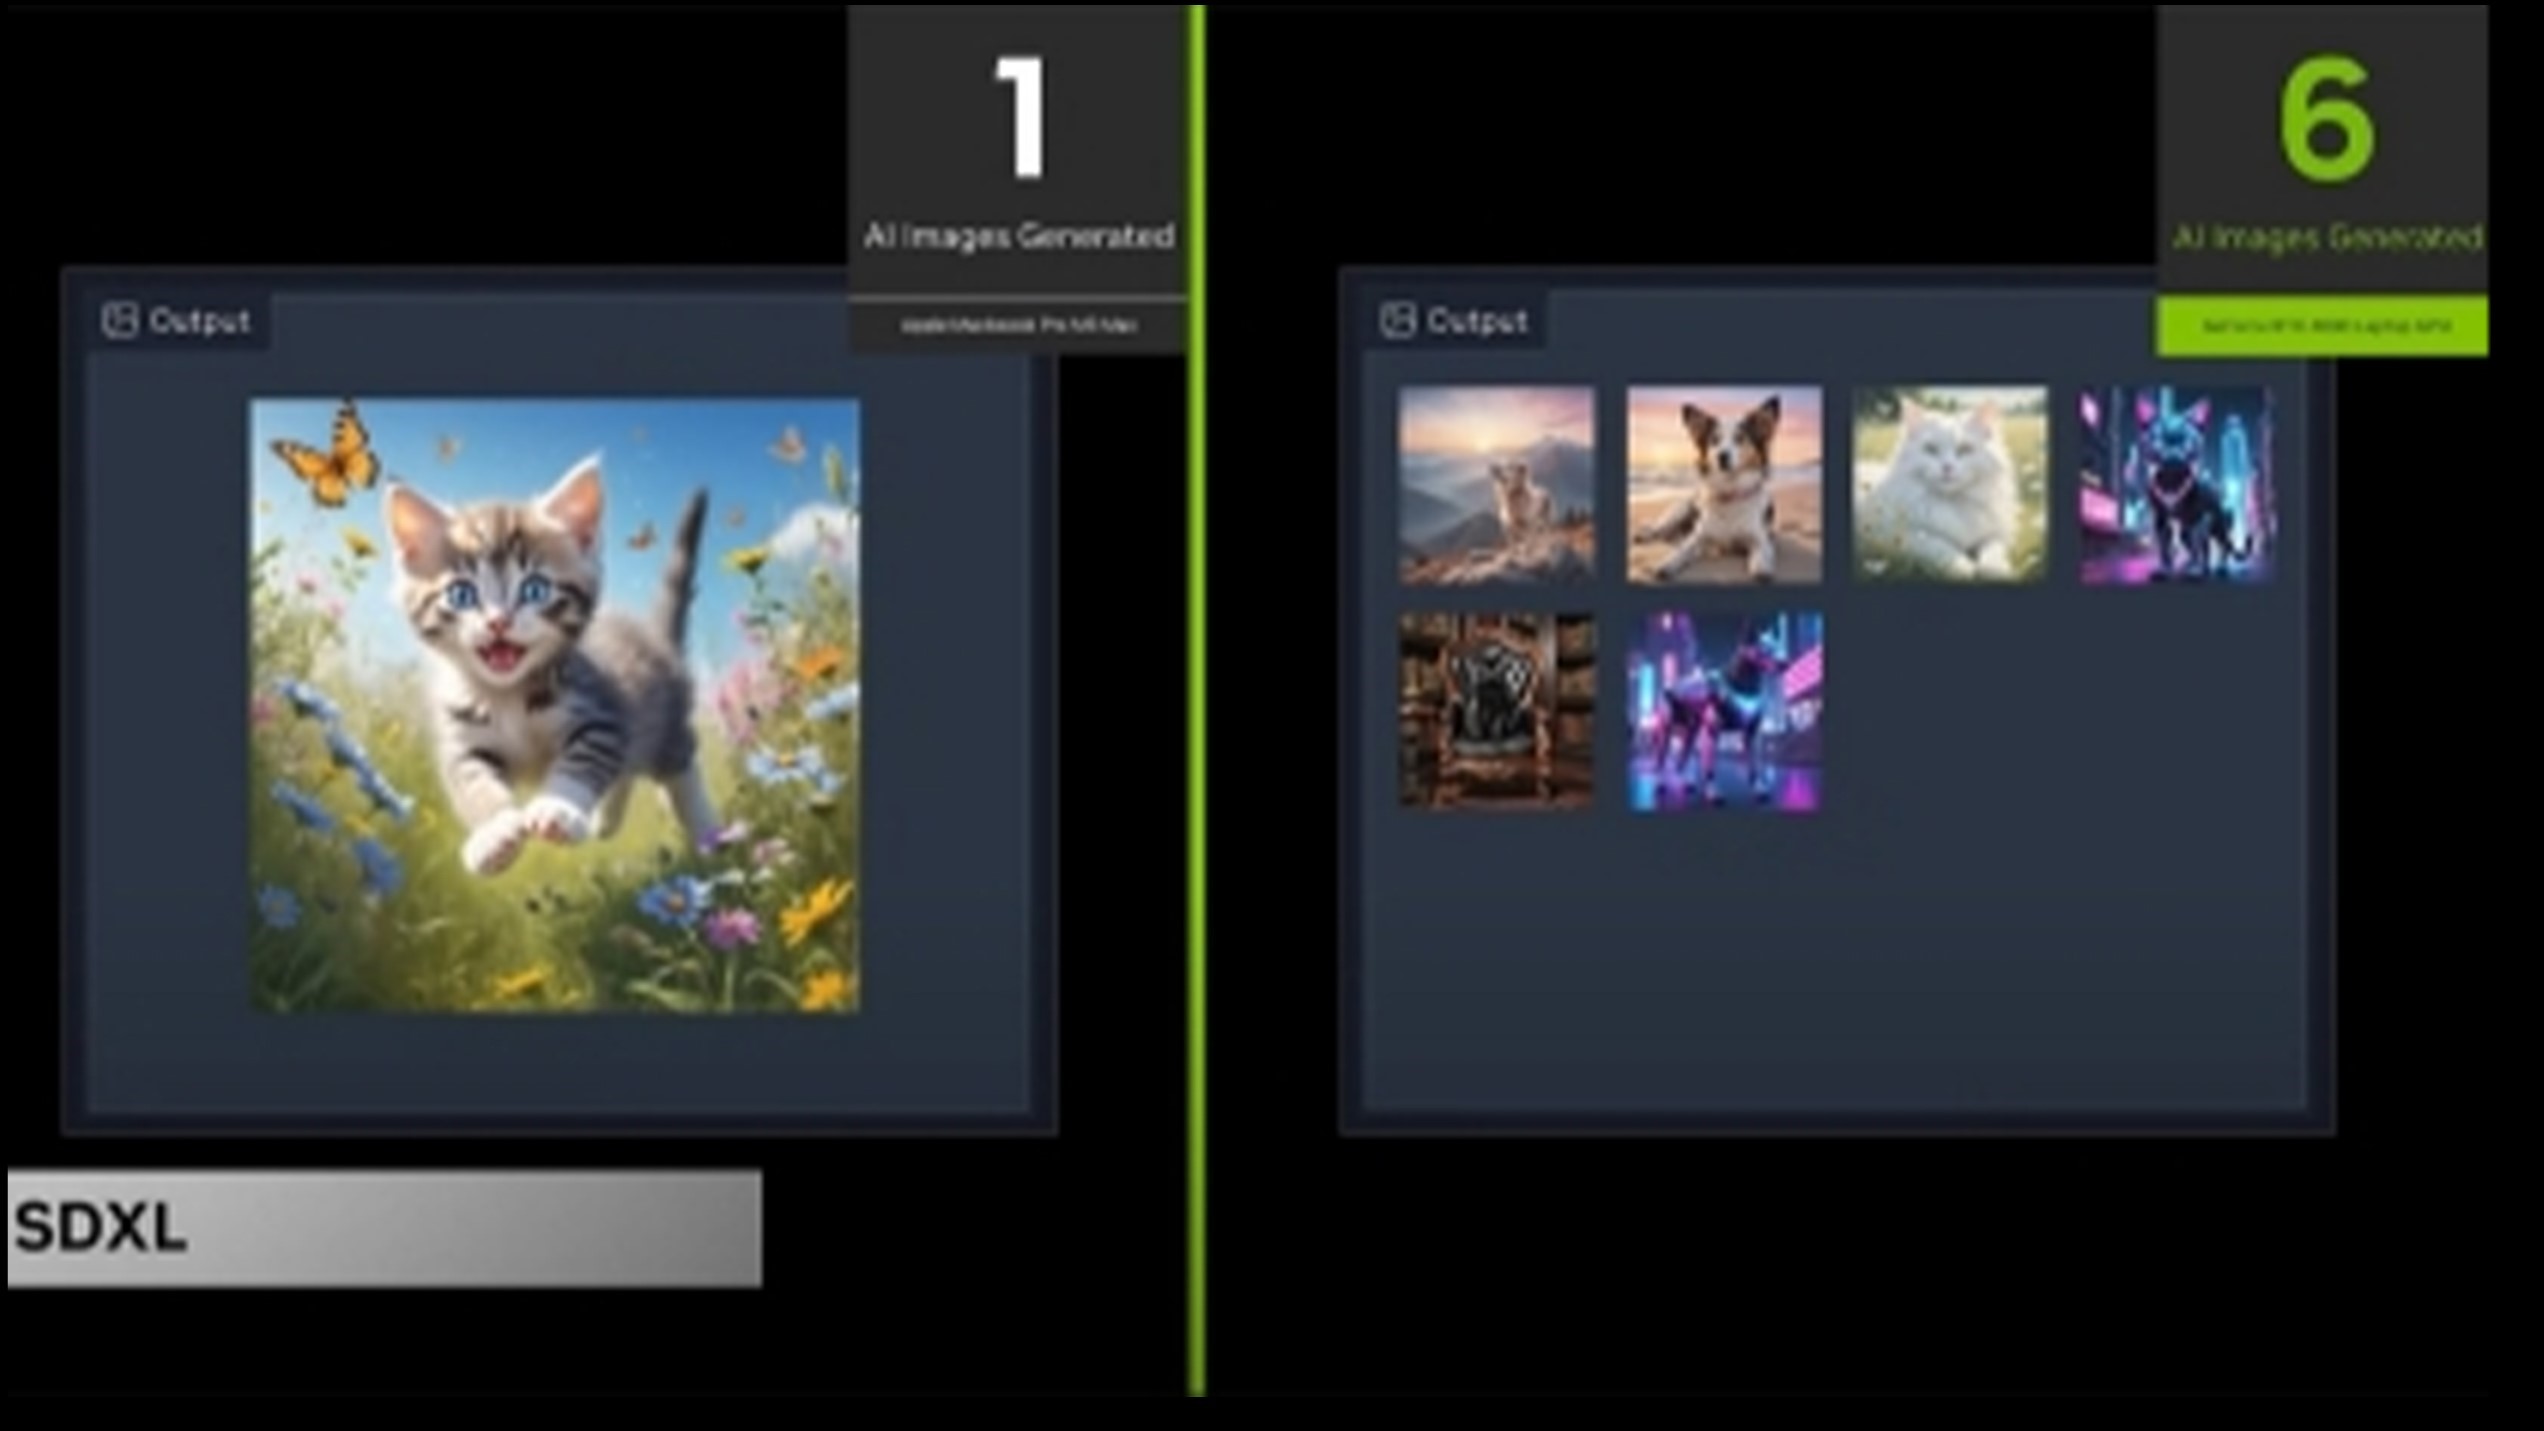 1
AI Images Generated
Output
SDXL
6
AI Images Generated
Output